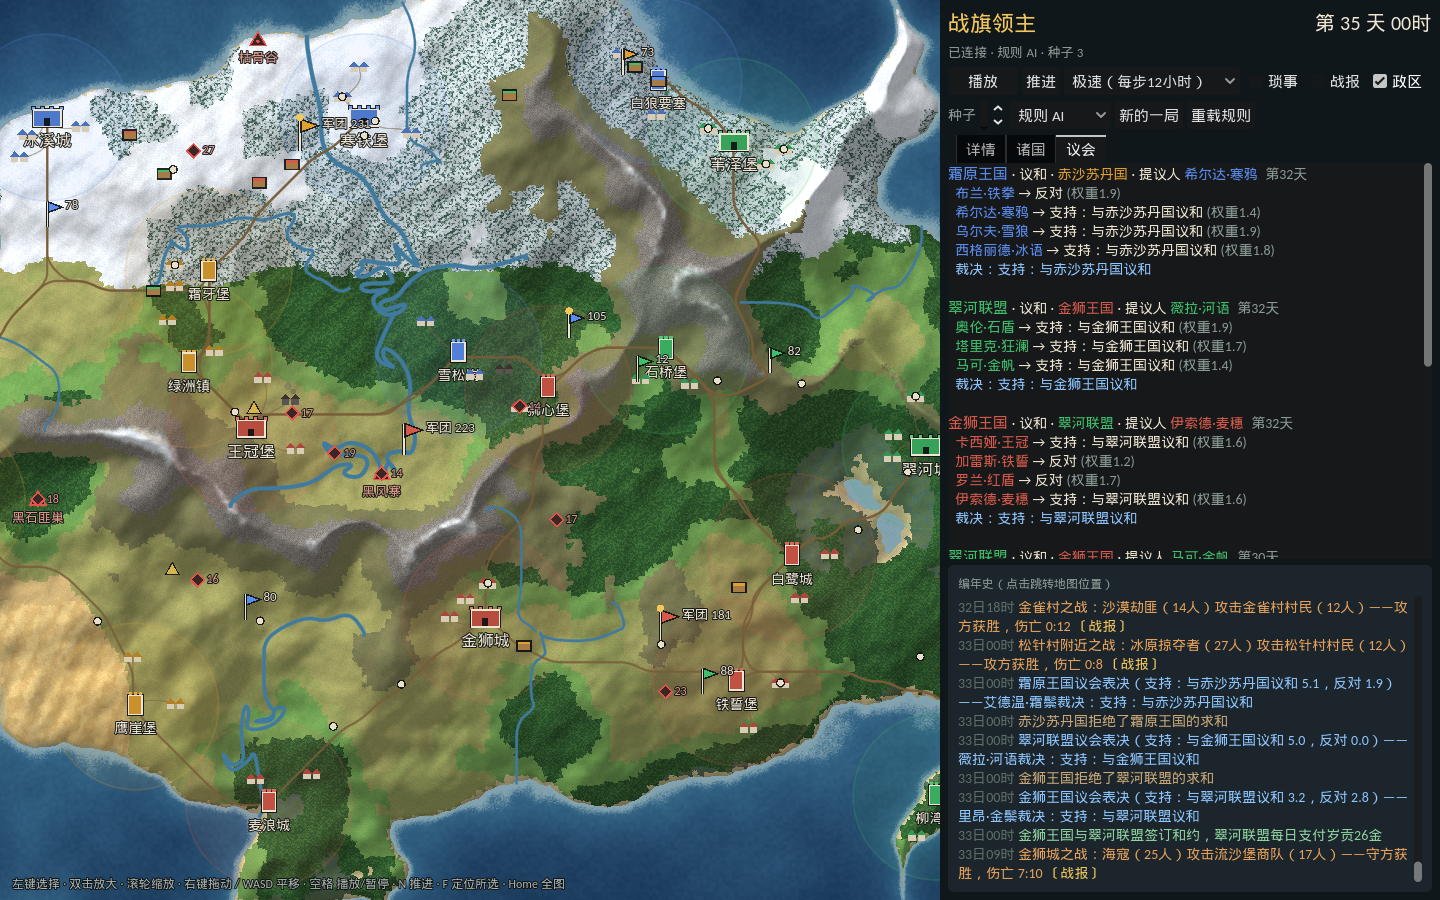 战旗领主
第 35 天 00时
已连接 · 规则 AI · 种子 3
播放 推进 极速（每步12小时） 琐事 战报 政区
种子 规则 AI 新的一局 重载规则
详情 诸国 议会
霜原王国 · 议和 · 赤沙苏丹国 · 提议人 希尔达·寒鸦 第32天
布兰·铁拳 → 反对 (权重1.9)
希尔达·寒鸦 → 支持：与赤沙苏丹国议和 (权重1.4)
乌尔夫·雪狼 → 支持：与赤沙苏丹国议和 (权重1.9)
西格丽德·冰语 → 支持：与赤沙苏丹国议和 (权重1.8)
裁决：支持：与赤沙苏丹国议和
翠河联盟 · 议和 · 金狮王国 · 提议人 薇拉·河语 第32天
奥伦·石盾 → 支持：与金狮王国议和 (权重1.9)
塔里克·狂澜 → 支持：与金狮王国议和 (权重1.7)
马可·金帆 → 支持：与金狮王国议和 (权重1.4)
裁决：支持：与金狮王国议和
金狮王国 · 议和 · 翠河联盟 · 提议人 伊索德·麦穗 第32天
卡西娅·王冠 → 支持：与翠河联盟议和 (权重1.6)
加雷斯·铁誓 → 反对 (权重1.2)
罗兰·红盾 → 反对 (权重1.7)
伊索德·麦穗 → 支持：与翠河联盟议和 (权重1.6)
裁决：支持：与翠河联盟议和
翠河联盟 · 议和 · 金狮王国 · 提议人 马可·金帆 第30天
编年史（点击跳转地图位置）
32日18时 金雀村之战：沙漠劫匪（14人）攻击金雀村村民（12人）——攻
方获胜，伤亡 0:12〔战报〕
33日00时 松针村附近之战：冰原掠夺者（27人）攻击松针村村民（12人）
——攻方获胜，伤亡 0:8〔战报〕
33日00时 霜原王国议会表决（支持：与赤沙苏丹国议和 5.1，反对 1.9）
——艾德温·霜鬃裁决：支持：与赤沙苏丹国议和
33日00时 赤沙苏丹国拒绝了霜原王国的求和
33日00时 翠河联盟议会表决（支持：与金狮王国议和 5.0，反对 0.0）——
薇拉·河语裁决：支持：与金狮王国议和
33日00时 金狮王国拒绝了翠河联盟的求和
33日00时 金狮王国议会表决（支持：与翠河联盟议和 3.2，反对 2.8）——
里昂·金鬃裁决：支持：与翠河联盟议和
33日00时 金狮王国与翠河联盟签订和约，翠河联盟每日支付岁贡26金
33日09时 金狮城之战：海寇（25人）攻击流沙堡商队（17人）——守方获
胜，伤亡 7:10〔战报〕
枯骨谷
73
白狼要塞
冰溪城
军团 231
寒铁堡
27
苇泽堡
78
霜牙堡
105
82
12
石桥堡
绿洲镇
雪松
狮心堡
17
王冠堡
军团 223
19
14
黑风寨
翠河城
18
黑石匪巢
17
白鹭城
16
80
金狮城
军团 181
88
23
铁誓堡
鹰崖堡
麦浪城
柳湾
左键选择 · 双击放大 · 滚轮缩放 · 右键拖动 / WASD 平移 · 空格 播放/暂停 · N 推进 · F 定位所选 · Home 全图